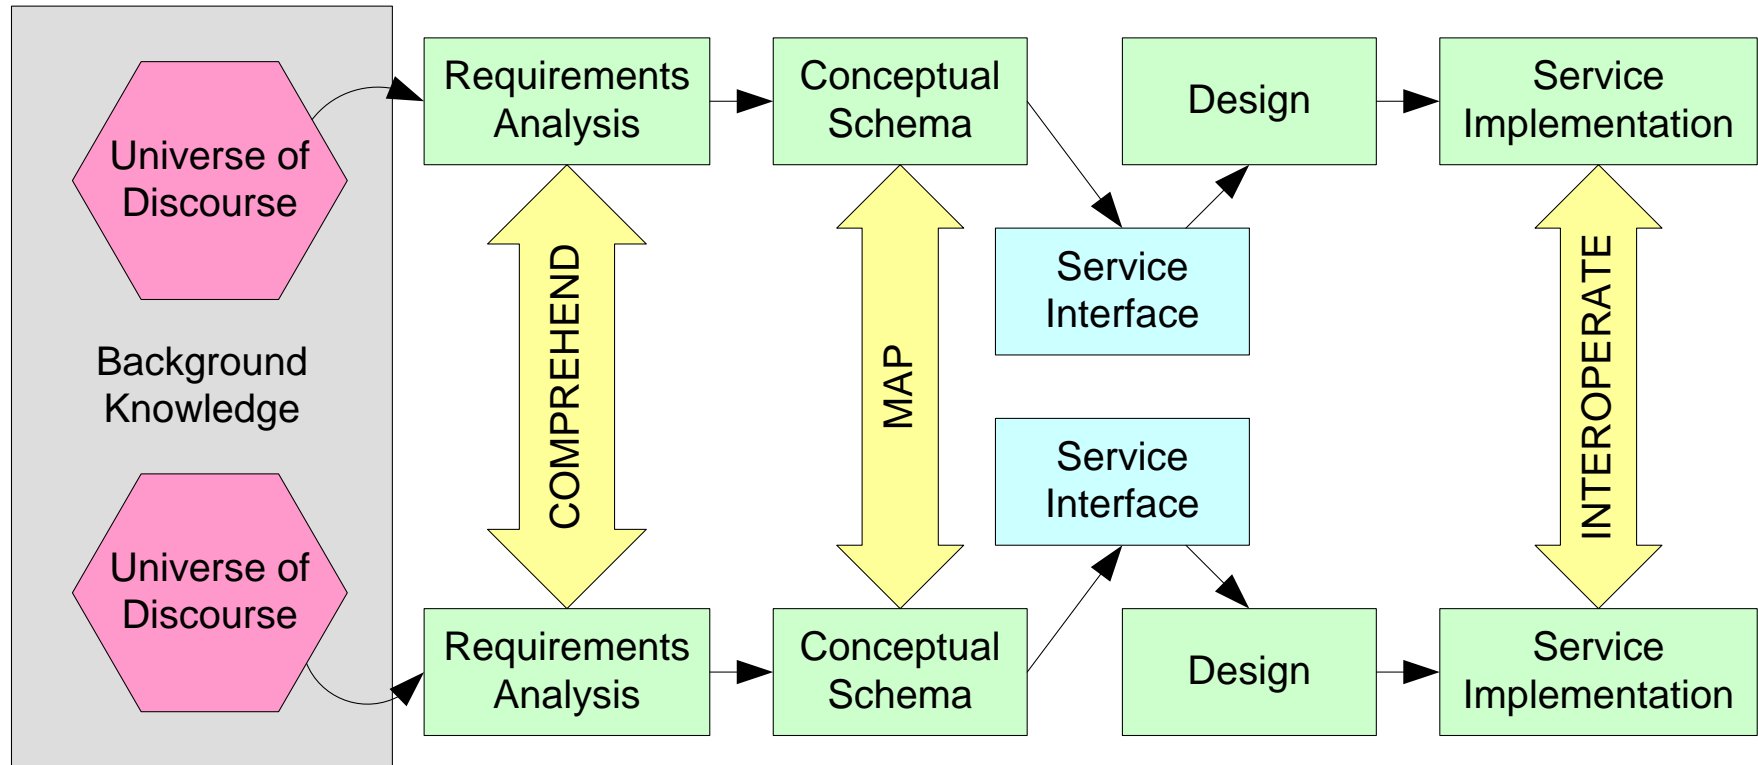 Universe of
Discourse
Requirements
Analysis
Conceptual
Schema
Design
Service
Implementation
Service
Interface
Background
Knowledge
COMPREHEND
MAP
INTEROPERATE
Service
Interface
Universe of
Discourse
Requirements
Analysis
Conceptual
Schema
Design
Service
Implementation